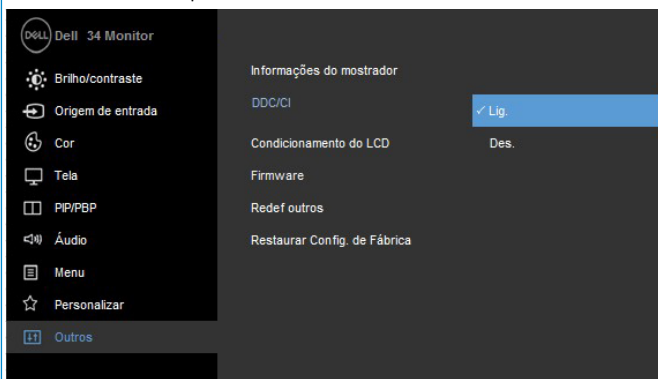 DELL Dell 34 Monitor
Brilho/contraste
Origem de entrada
Cor
Tela
PIP/PBP
Áudio
Menu
Personalizar
Outros
Informações do mostrador
DDC/CI
Condicionamento do LCD
Firmware
Redef outros
Restaurar Config. de Fábrica
✓ Lig.
Des.